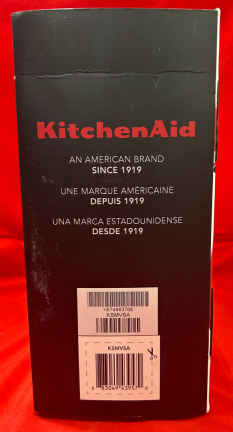 KitchenAid
AN AMERICAN BRAND
SINCE 1919
UNE MARQUE AMÉRICAINE
DEPUIS 1919
UNA MARCA ESTADOUNIDENSE
DESDE 1919
KSMVSA
KSMVSA